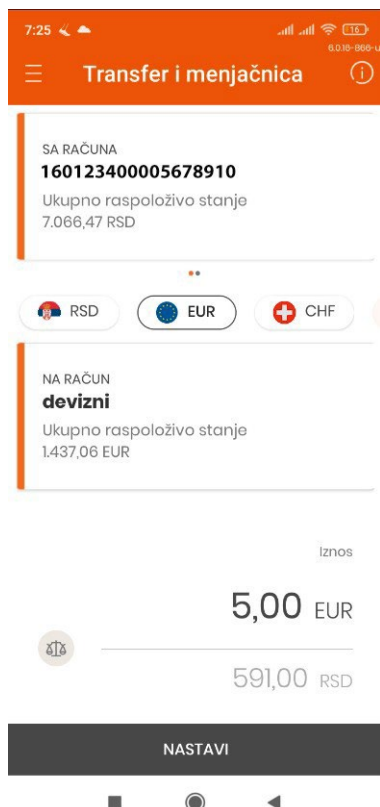 7:25
16
6.0.16-866-u
Transfer i menjačnica
SA RAČUNA
160123400005678910
Ukupno raspoloživo stanje
7.066,47 RSD
RSD
EUR
CHF
NA RAČUN
devizni
Ukupno raspoloživo stanje
1.437,06 EUR
Iznos
5,00 EUR
591,00 RSD
NASTAVI